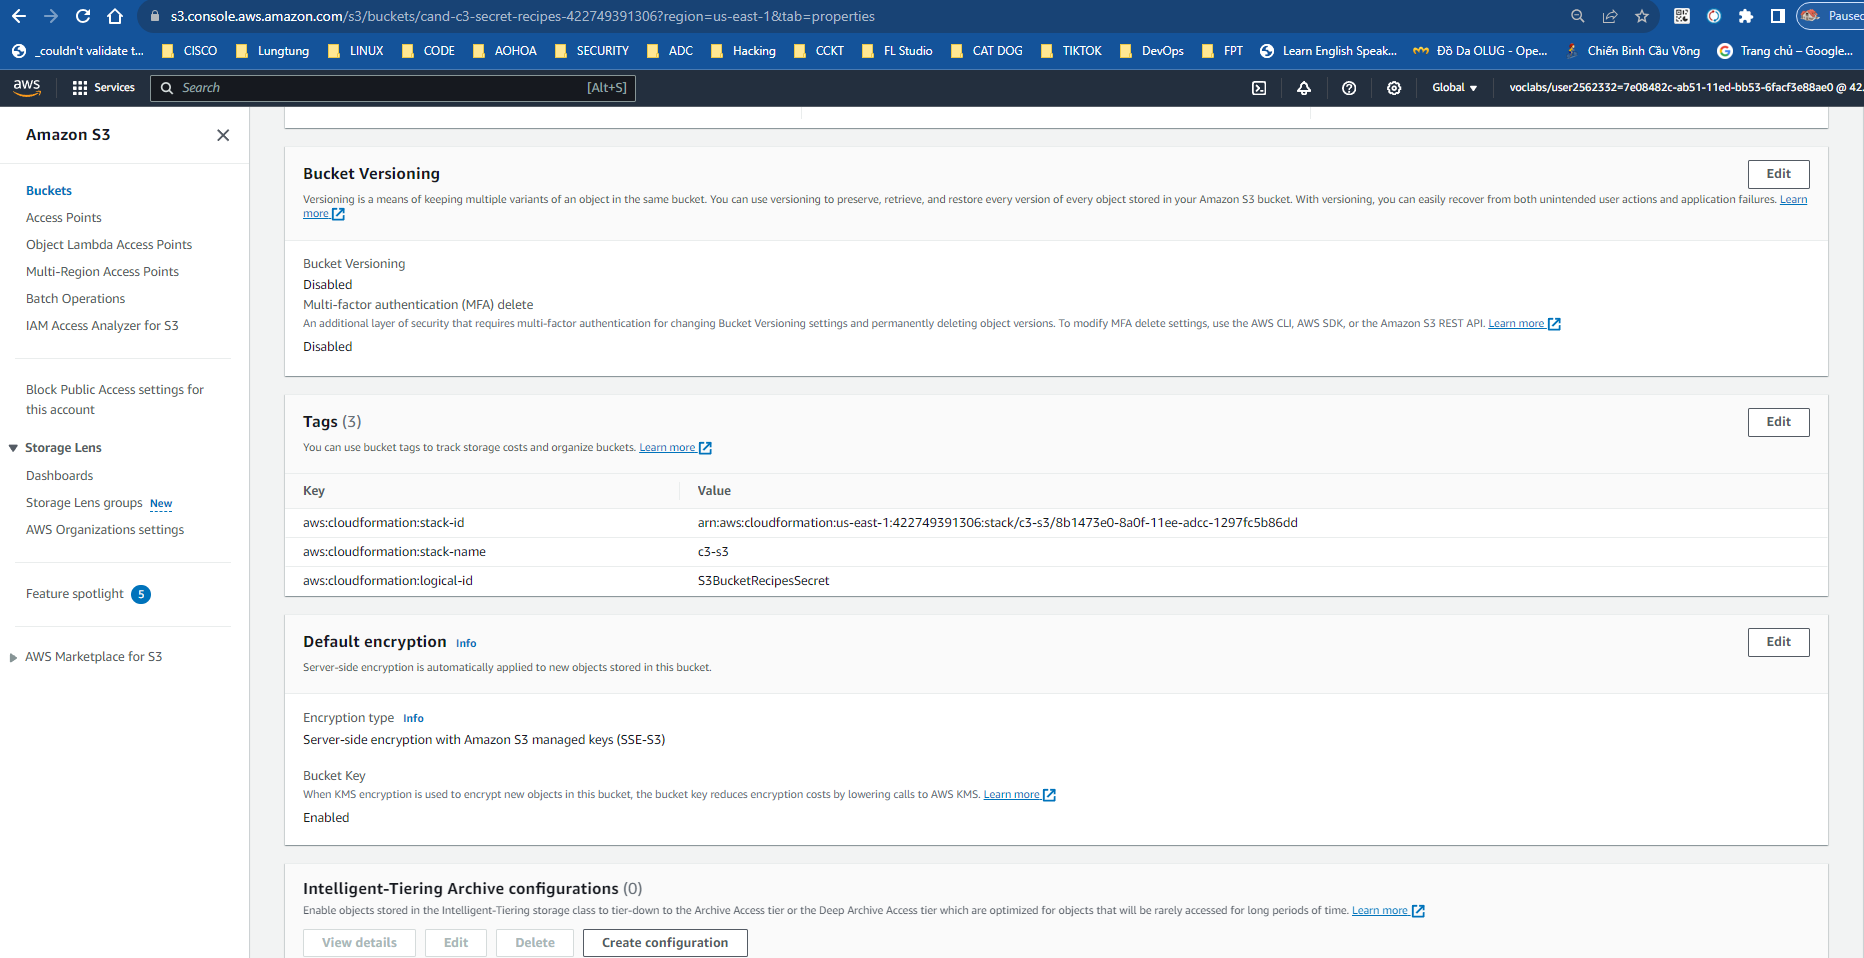 s3.console.aws.amazon.com/s3/buckets/cand-c3-secret-recipes-422749391306?region=us-east-1&tab=properties
Paused
_couldn't validate t...
CISCO
Lungtung
LINUX
CODE
AOHOA
SECURITY
ADC
Hacking
CCKT
FL Studio
CAT DOG
TIKTOK
DevOps
FPT
Learn English Speak...
Đồ Da OLUG - Ope...
Chiến Binh Cầu Vồng
Trang chủ – Google...
aws
Services
Search
[Alt+S]
Global
voclabs/user2562332=7e08482c-ab51-11ed-bb53-6facf3e88ae0 @ 42
Amazon S3
Buckets
Access Points
Object Lambda Access Points
Multi-Region Access Points
Batch Operations
IAM Access Analyzer for S3
Block Public Access settings for
this account
Storage Lens
Dashboards
Storage Lens groups New
AWS Organizations settings
Feature spotlight 5
AWS Marketplace for S3
Bucket Versioning
Edit
Versioning is a means of keeping multiple variants of an object in the same bucket. You can use versioning to preserve, retrieve, and restore every version of every object stored in your Amazon S3 bucket. With versioning, you can easily recover from both unintended user actions and application failures. Learn
more
Bucket Versioning
Disabled
Multi-factor authentication (MFA) delete
An additional layer of security that requires multi-factor authentication for changing Bucket Versioning settings and permanently deleting object versions. To modify MFA delete settings, use the AWS CLI, AWS SDK, or the Amazon S3 REST API. Learn more
Disabled
Tags (3)
Edit
You can use bucket tags to track storage costs and organize buckets. Learn more
Key Value
aws:cloudformation:stack-id arn:aws:cloudformation:us-east-1:422749391306:stack/c3-s3/8b1473e0-8a0f-11ee-adcc-1297fc5b86dd
aws:cloudformation:stack-name c3-s3
aws:cloudformation:logical-id S3BucketRecipesSecret
Default encryption Info
Edit
Server-side encryption is automatically applied to new objects stored in this bucket.
Encryption type Info
Server-side encryption with Amazon S3 managed keys (SSE-S3)
Bucket Key
When KMS encryption is used to encrypt new objects in this bucket, the bucket key reduces encryption costs by lowering calls to AWS KMS. Learn more
Enabled
Intelligent-Tiering Archive configurations (0)
Enable objects stored in the Intelligent-Tiering storage class to tier-down to the Archive Access tier or the Deep Archive Access tier which are optimized for objects that will be rarely accessed for long periods of time. Learn more
View details Edit Delete Create configuration